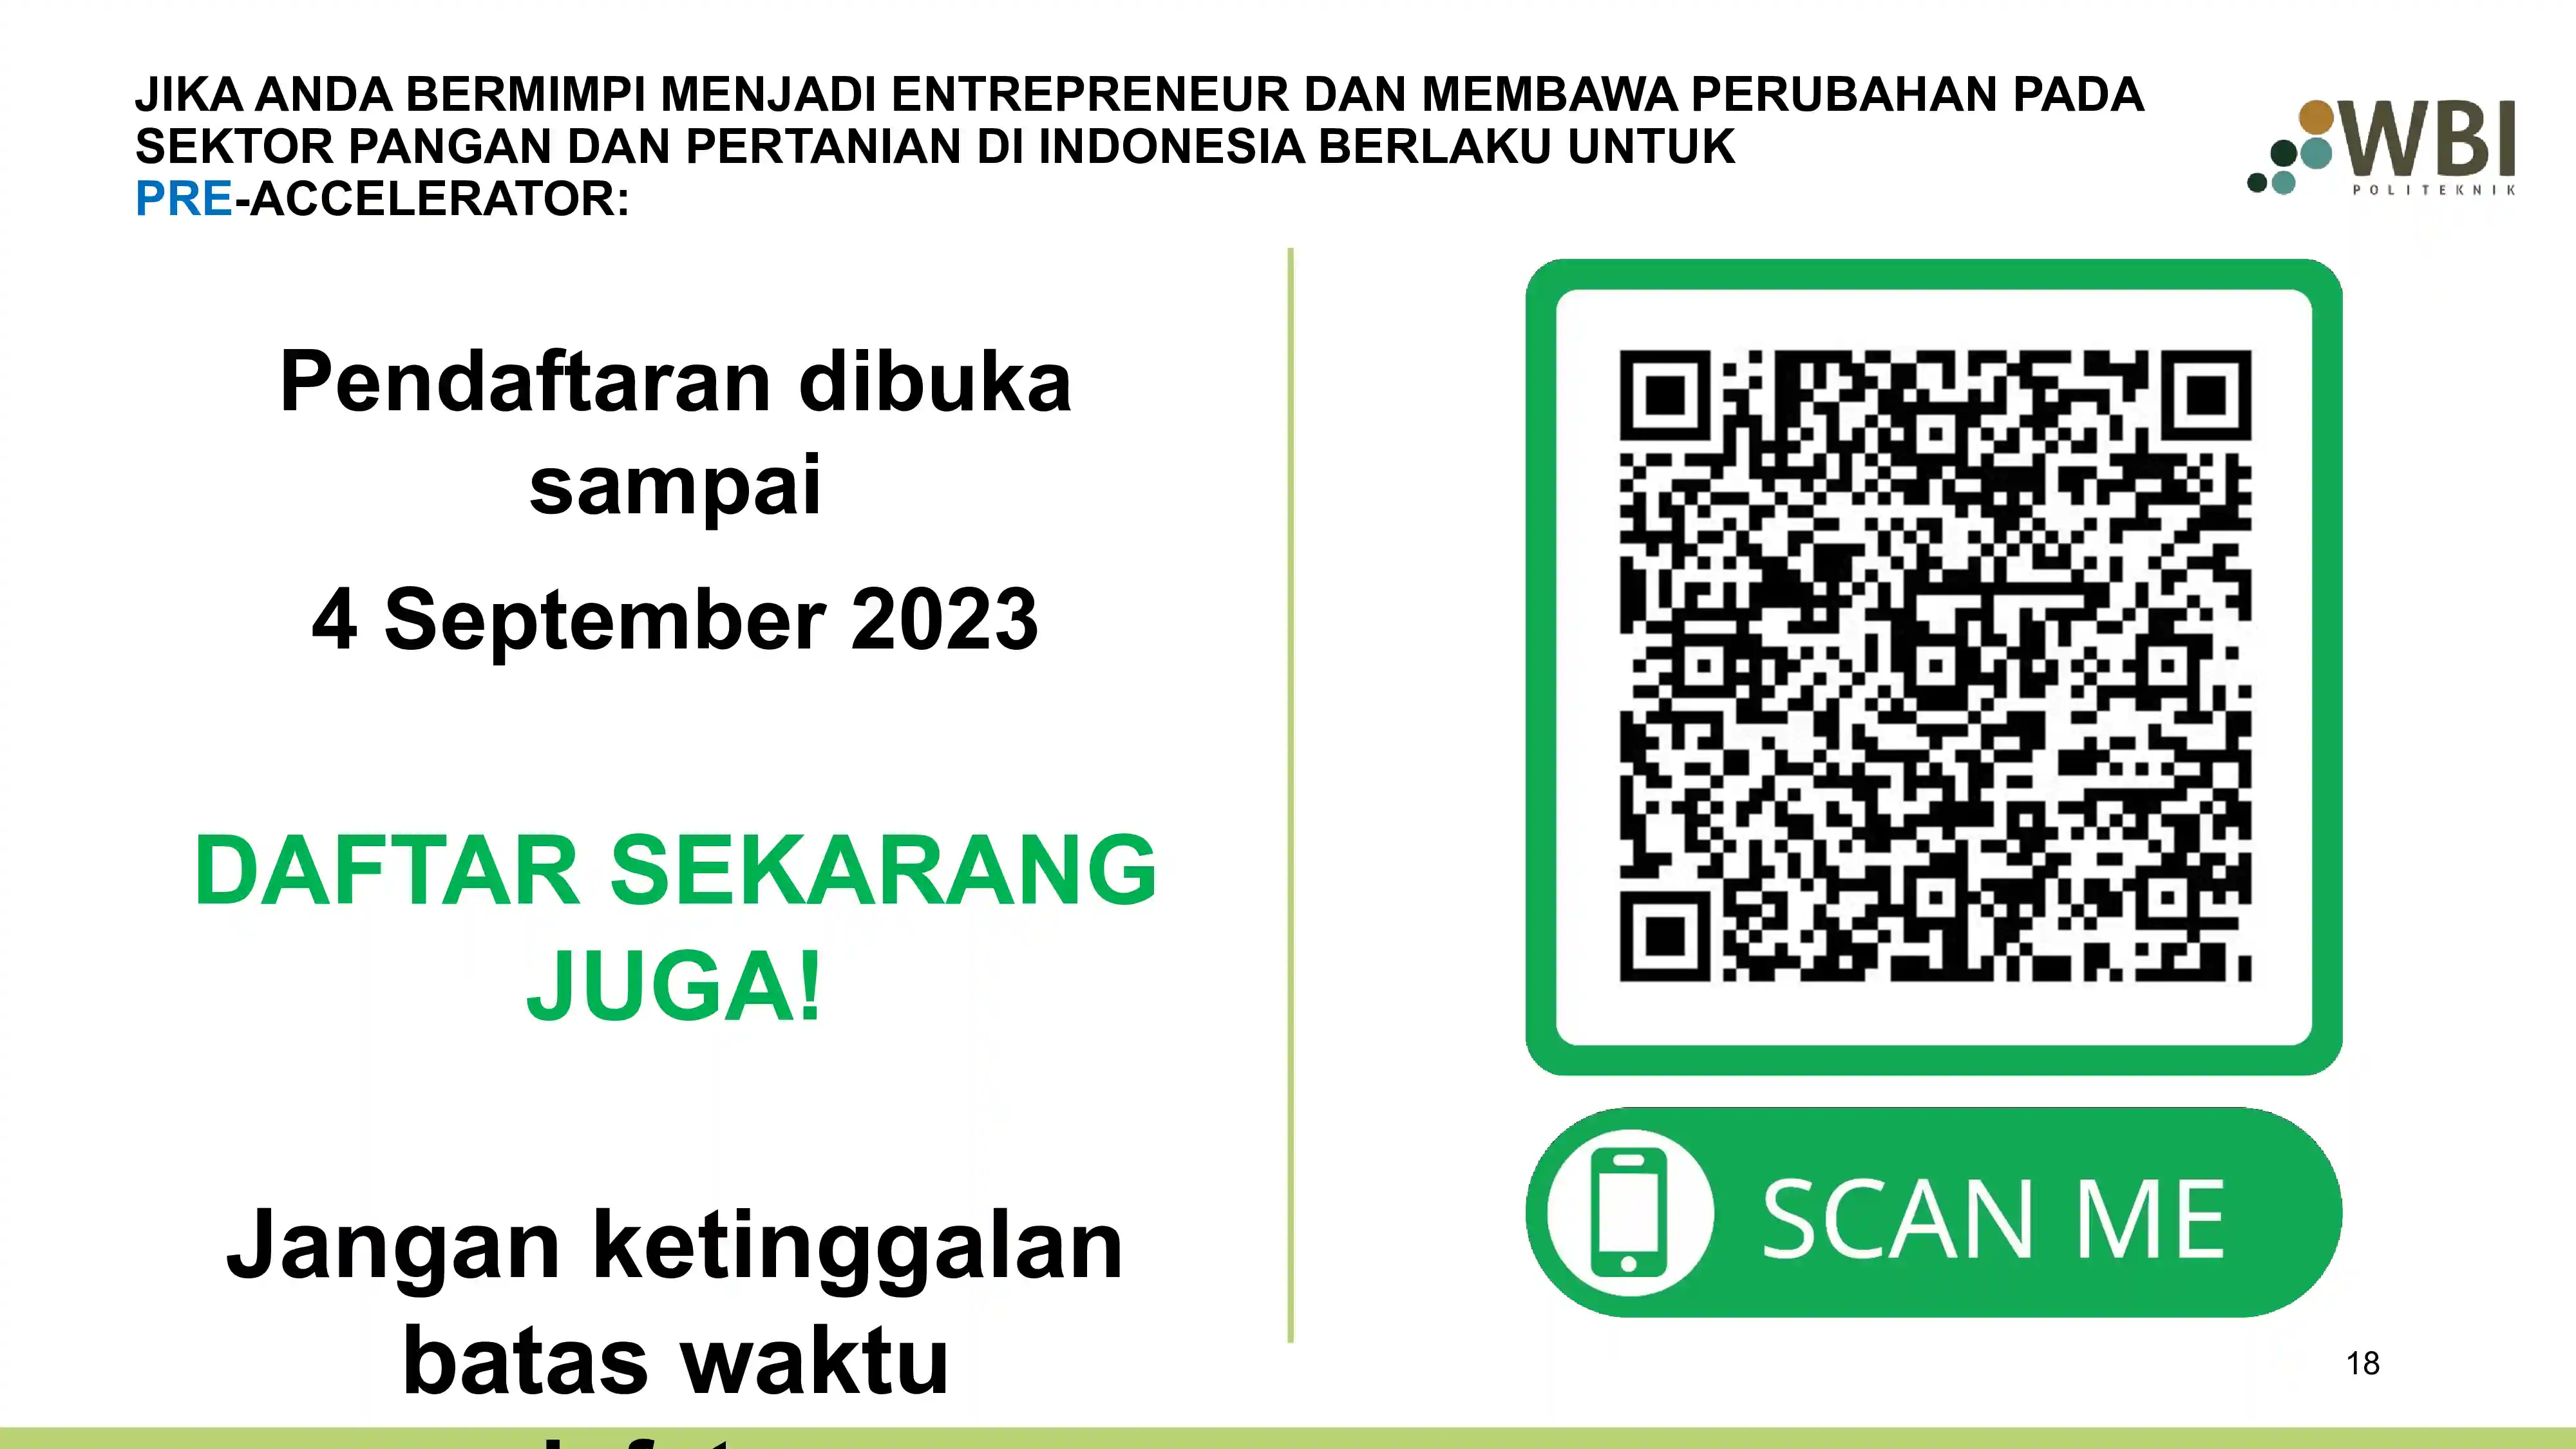 JIKA ANDA BERMIMPI MENJADI ENTREPRENEUR DAN MEMBAWA PERUBAHAN PADA
SEKTOR PANGAN DAN PERTANIAN DI INDONESIA BERLAKU UNTUK
PRE-ACCELERATOR:
WBI
POLITEKNIK
Pendaftaran dibuka
sampai
4 September 2023
DAFTAR SEKARANG
JUGA!
Jangan ketinggalan
batas waktu
SCAN ME
18